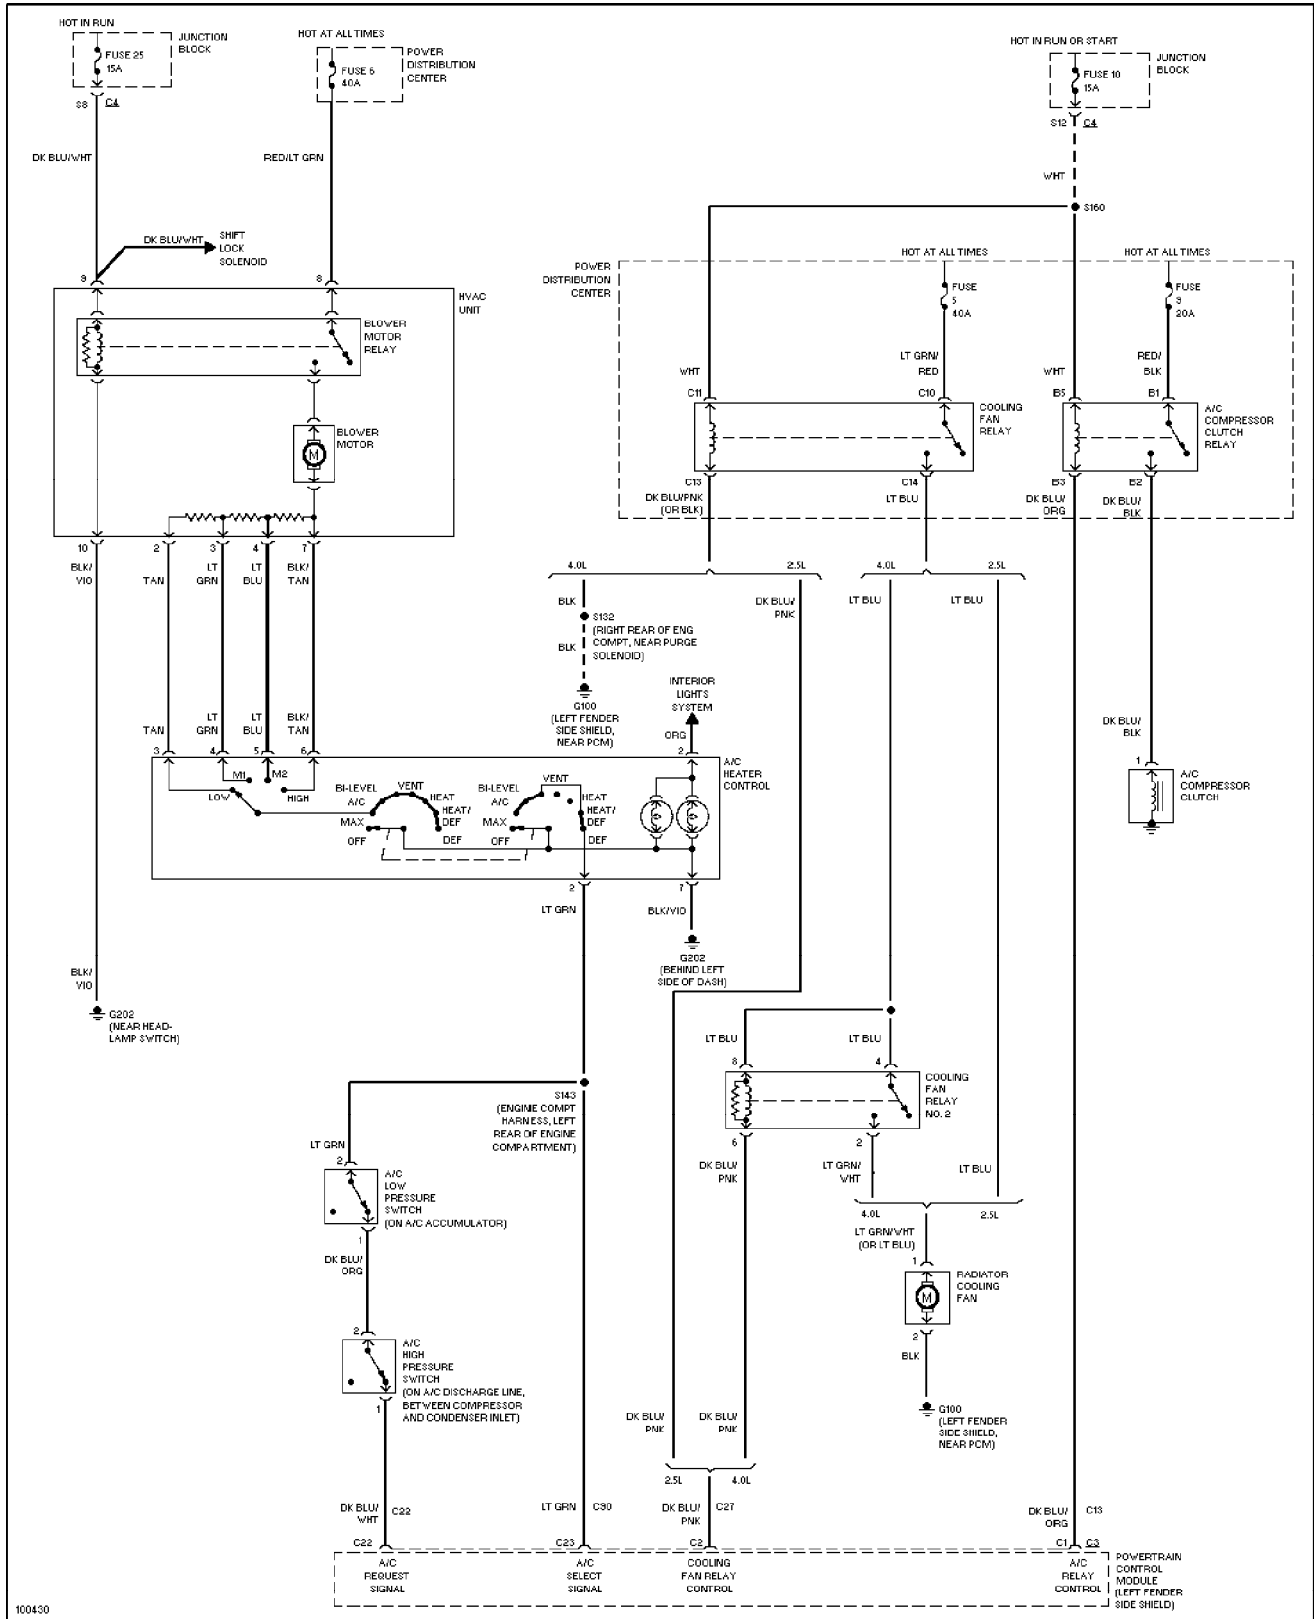 HOT IN RUN
JUNCTION
BLOCK
FUSE 25
15A
S8 C4
DK BLU/WHT
HOT AT ALL TIMES
POWER
DISTRIBUTION
CENTER
FUSE 6
40A
RED/LT GRN
DK BLU/WHT
SHIFT
LOCK
SOLENOID
9
8
HVAC
UNIT
BLOWER
MOTOR
RELAY
BLOWER
MOTOR
M
10 2 3 4 7
BLK/
VIO
TAN
LT
GRN
LT
BLU
BLK/
TAN
HOT IN RUN OR START
JUNCTION
BLOCK
FUSE 10
15A
S12 C4
WHT
S160
POWER
DISTRIBUTION
CENTER
HOT AT ALL TIMES
FUSE
5
40A
HOT AT ALL TIMES
FUSE
9
20A
WHT
LT GRN/
RED
WHT
RED/
BLK
C11
C10
B5
B1
COOLING
FAN
RELAY
A/C
COMPRESSOR
CLUTCH
RELAY
C13
C14
B3
B2
DK BLU/PNK
(OR BLK)
LT BLU
DK BLU/
ORG
DK BLU/
BLK
4.0L 2.5L
4.0L 2.5L
BLK
S132
(RIGHT REAR OF ENG
COMPT, NEAR PURGE
SOLENOID)
BLK
DK BLU/
PNK
LT BLU
LT BLU
G100
(LEFT FENDER
SIDE SHIELD,
NEAR PCM)
INTERIOR
LIGHTS
SYSTEM
ORG
TAN
LT
GRN
LT
BLU
BLK/
TAN
3 4 5 6
2
A/C
HEATER
CONTROL
LOW
M1
M2
HIGH
BI-LEVEL
A/C
VENT
HEAT
HEAT/
DEF
MAX
OFF
DEF
BI-LEVEL
A/C
VENT
HEAT
HEAT/
DEF
MAX
OFF
DEF
2
7
LT GRN
BLK/VIO
G202
(BEHIND LEFT
SIDE OF DASH)
DK BLU/
BLK
1
A/C
COMPRESSOR
CLUTCH
BLK/
VIO
G202
(NEAR HEAD-
LAMP SWITCH)
LT BLU
LT BLU
8
4
COOLING
FAN
RELAY
NO. 2
6
2
DK BLU/
PNK
LT GRN/
WHT
LT BLU
4.0L 2.5L
LT GRN/WHT
(OR LT BLU)
1
RADIATOR
COOLING
FAN
M
2
BLK
G100
(LEFT FENDER
SIDE SHIELD,
NEAR PCM)
S143
(ENGINE COMPT
HARNESS, LEFT
REAR OF ENGINE
COMPARTMENT)
LT GRN
2
A/C
LOW
PRESSURE
SWITCH
(ON A/C ACCUMULATOR)
1
DK BLU/
ORG
2
A/C
HIGH
PRESSURE
SWITCH
(ON A/C DISCHARGE LINE,
BETWEEN COMPRESSOR
AND CONDENSER INLET)
1
DK BLU/
PNK
DK BLU/
PNK
2.5L 4.0L
DK BLU/
WHT
C22
LT GRN
C90
DK BLU/
PNK
C27
DK BLU/
ORG
C13
C22
C23
C2
C1 C3
A/C
REQUEST
SIGNAL
A/C
SELECT
SIGNAL
COOLING
FAN RELAY
CONTROL
A/C
RELAY
CONTROL
POWERTRAIN
CONTROL
MODULE
(LEFT FENDER
SIDE SHIELD)
100430